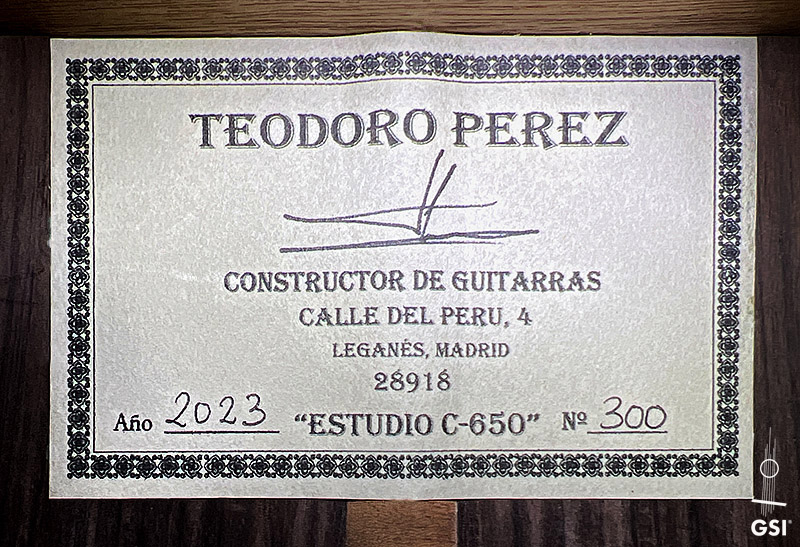 TEODORO PEREZ
CONSTRUCTOR DE GUITARRAS
CALLE DEL PERU, 4
LEGANÉS, MADRID
28918
Año 2023 “ESTUDIO C-650” Nº 300
GSI